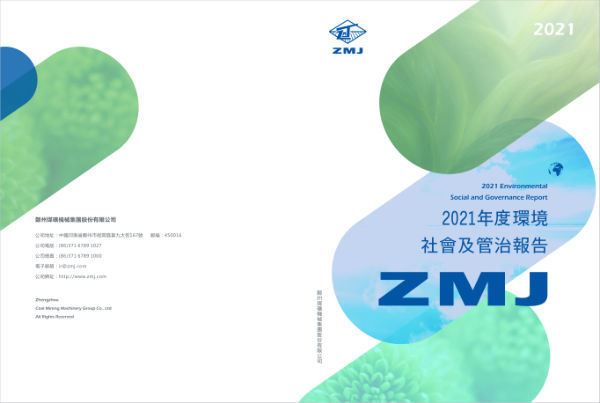 鄭州煤礦機械集團股份有限公司
公司地址：中國河南省鄭州市經開區第九大街167號 郵編：450016
公司電話：(86)371 6789 1027
公司傳真：(86)371 6789 1000
電子郵箱：ir@zmj.com
公司網址：http://www.zmj.com
Zhengzhou
Coal Mining Machinery Group Co., Ltd
All Rights Reserved
鄭州煤礦機械集團股份有限公司
ZMJ
2021
2021 Environmental
Social and Governance Report
2021年度環境
社會及管治報告
ZMJ